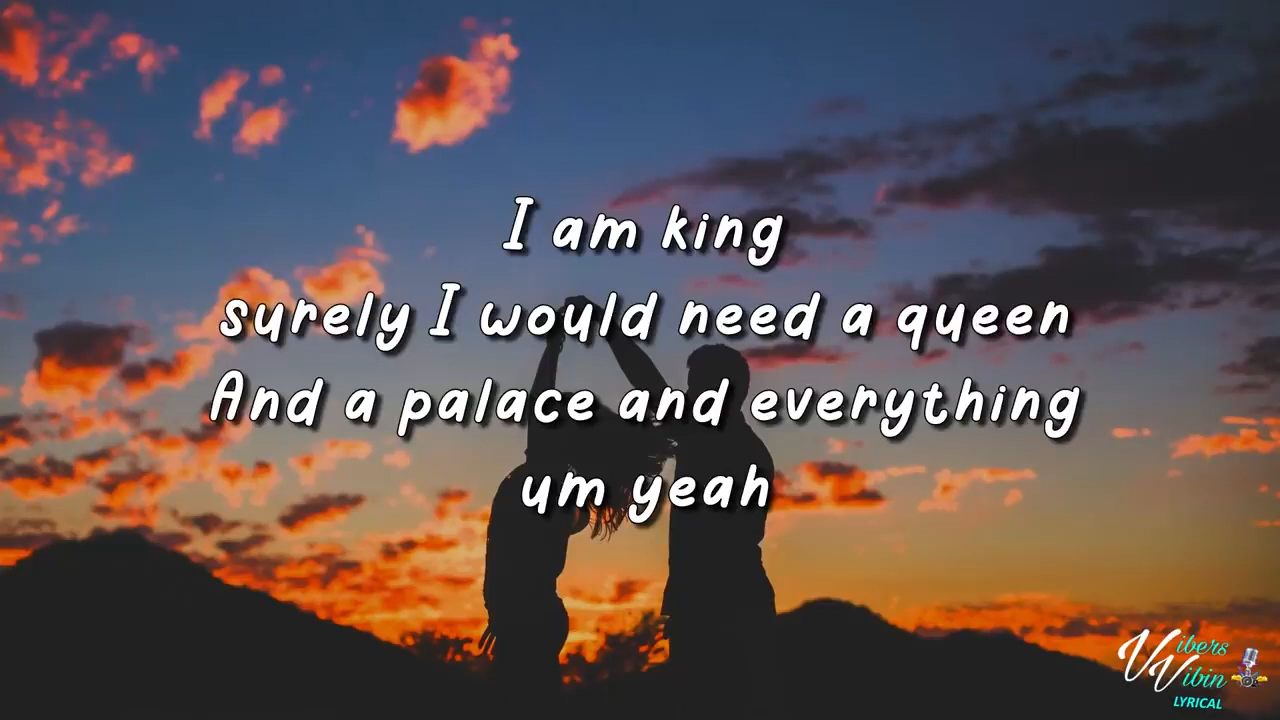 I am king
surely I would need a queen
And a palace and everything
um yeah
Vibers
Vibin
LYRICAL